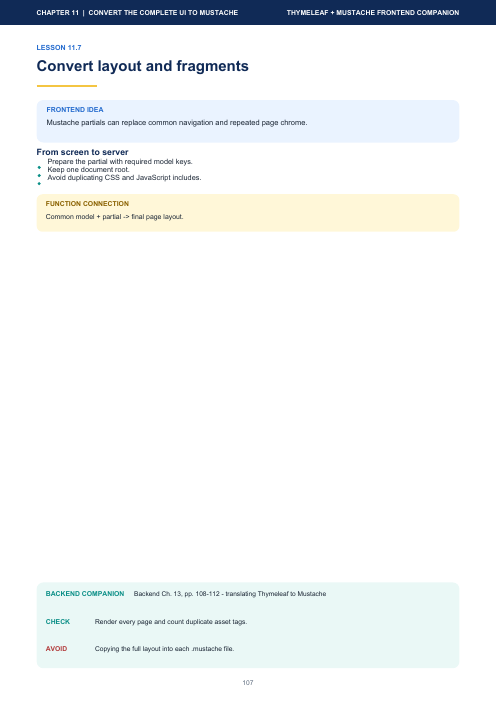 CHAPTER 11 | CONVERT THE COMPLETE UI TO MUSTACHE THYMELEAF + MUSTACHE FRONTEND COMPANION
LESSON 11.7
Convert layout and fragments
FRONTEND IDEA
Mustache partials can replace common navigation and repeated page chrome.
From screen to server
Prepare the partial with required model keys.
Keep one document root.
Avoid duplicating CSS and JavaScript includes.
FUNCTION CONNECTION
Common model + partial -> final page layout.
BACKEND COMPANION Backend Ch. 13, pp. 108-112 - translating Thymeleaf to Mustache
CHECK Render every page and count duplicate asset tags.
AVOID Copying the full layout into each .mustache file.
107